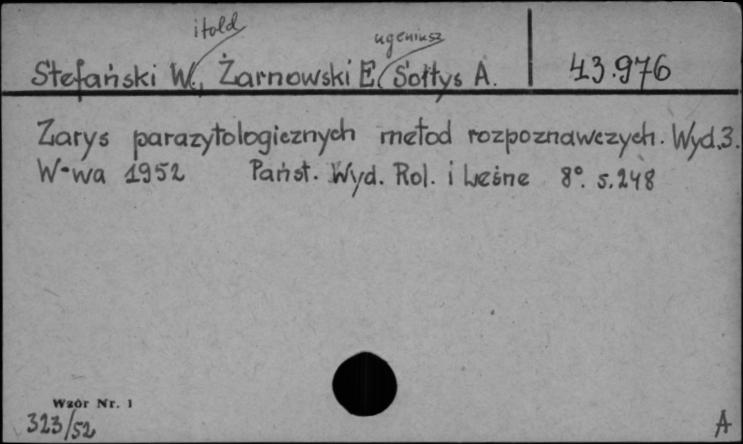 itold ugeniusz
Stefański W., Żarnowski E. Sołtys A. 43.976
Zarys parazytologicznych metod rozpoznawczych. Wyd.3.
W-wa 1952 Państ. Wyd. Rol. i Leśne 8°. s.248
Wzór Nr. 1
323/52 A